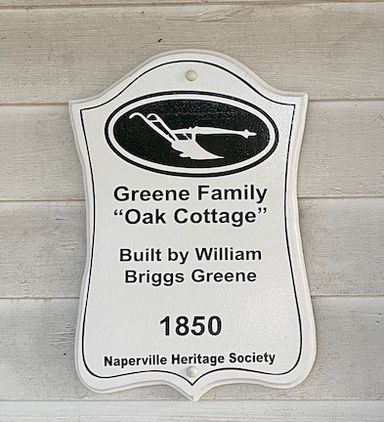 Greene Family
“Oak Cottage”
Built by William
Briggs Greene
1850
Naperville Heritage Society